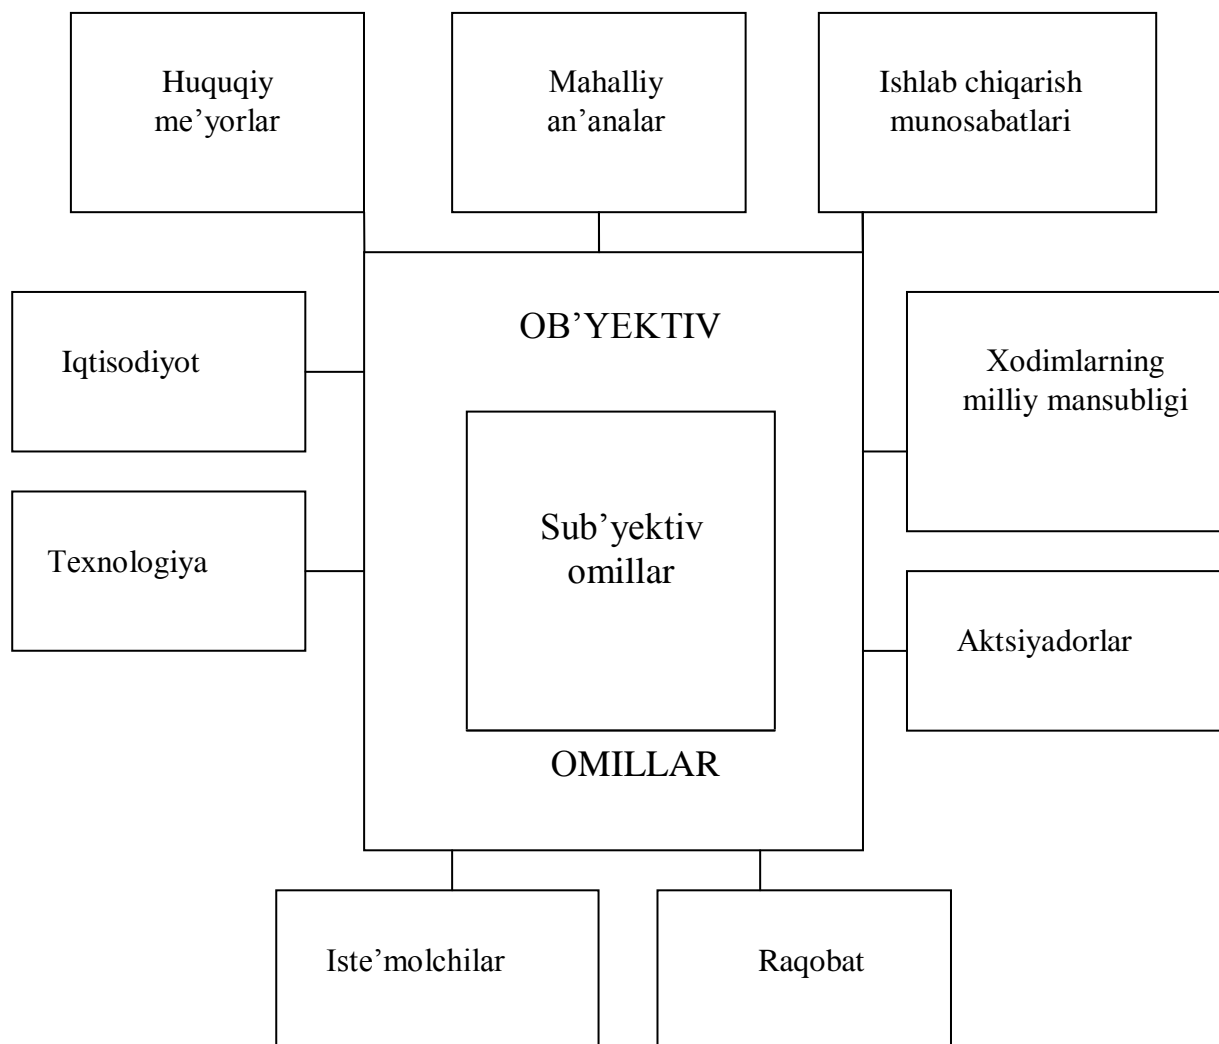 Huquqiy
me’yorlar
Mahalliy
an’analar
Ishlab chiqarish
munosabatlari
OB’YEKTIV
Iqtisodiyot
Xodimlarning
milliy mansubligi
Sub’yektiv
omillar
Texnologiya
Aktsiyadorlar
OMILLAR
Iste’molchilar
Raqobat